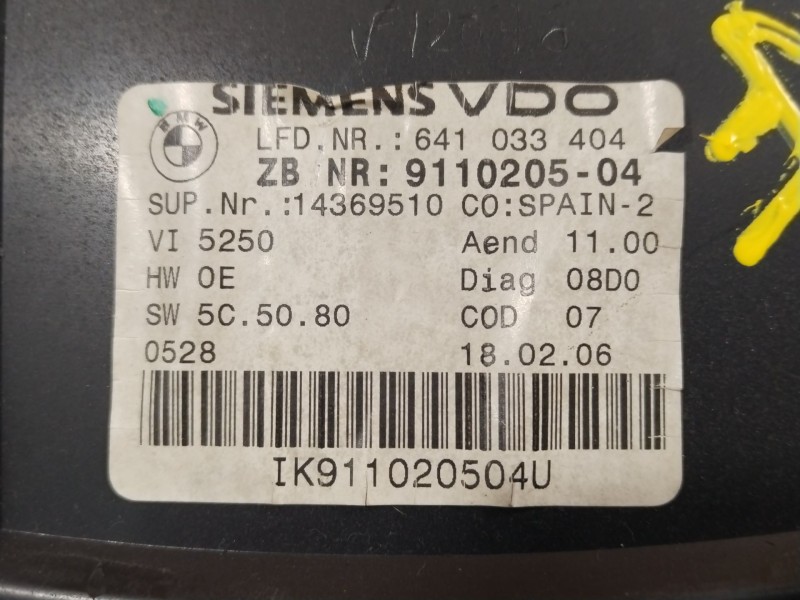 SIEMENS VDO
BMW
LFD.NR.:641 033 404
ZB NR:9110205-04
SUP.Nr.:14369510 CO:SPAIN-2
VI 5250 Aend 11.00
HW 0E Diag 08D0
SW 5C.50.80 COD 07
0528 18.02.06
IK911020504U